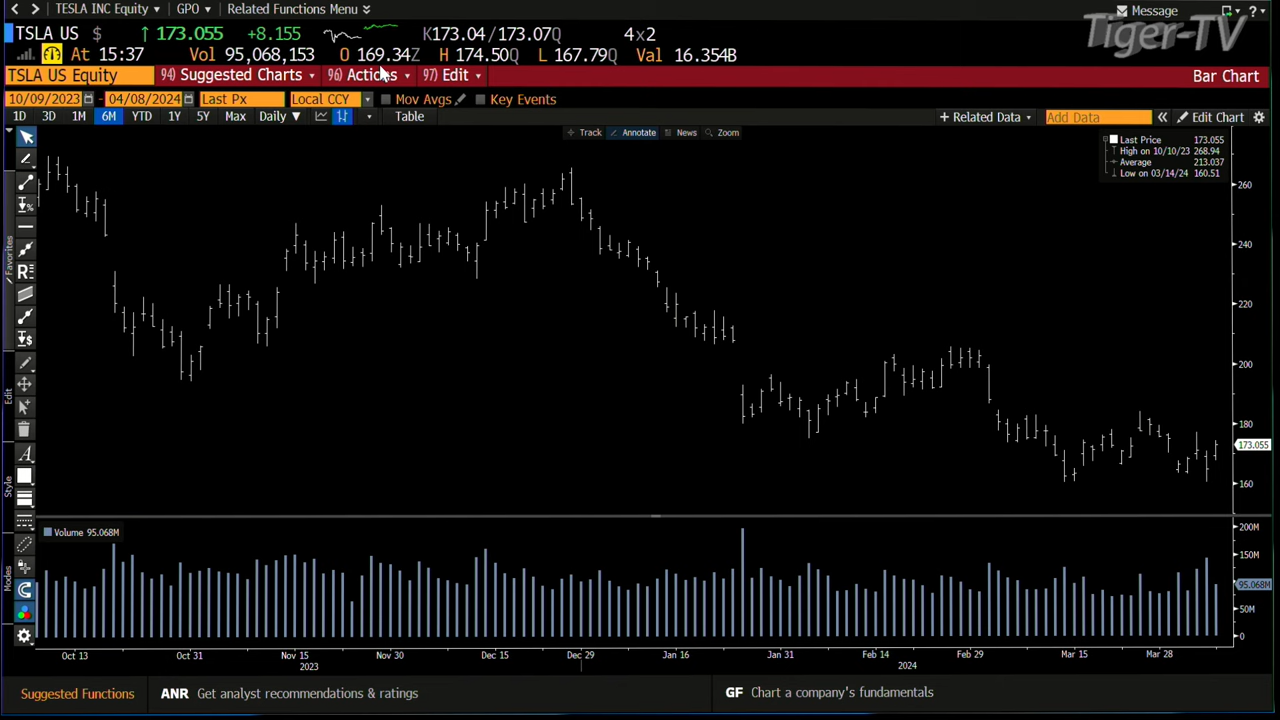 TSLA INC Equity GPO Related Functions Menu
Message ?
Tiger-TV
TSLA US $ ↑ 173.055 +8.155 K173.04/173.07Q 4x2
At 15:37 Vol 95,068,153 O 169.34Z H 174.50Q L 167.79Q Val 16.354B
TSLA US Equity 94) Suggested Charts 96) Actions 97) Edit Bar Chart
10/09/2023 - 04/08/2024 Last Px Local CCY Mov Avgs Key Events
1D 3D 1M 6M YTD 1Y 5Y Max Daily ▼ Table + Related Data Add Data « Edit Chart
Track Annotate News Zoom
Last Price 173.055
High on 10/10/23 268.94
Average 213.037
Low on 03/14/24 160.51
260
240
220
200
180
173.055
160
Favorites
Edit
Style
Modes
Volume 95.068M
200M
150M
95.068M
50M
0
Oct 13 Oct 31 Nov 15 Nov 30 Dec 15 Dec 29 Jan 16 Jan 31 Feb 14 Feb 29 Mar 15 Mar 28
2023 2024
Suggested Functions ANR Get analyst recommendations & ratings GF Chart a company's fundamentals